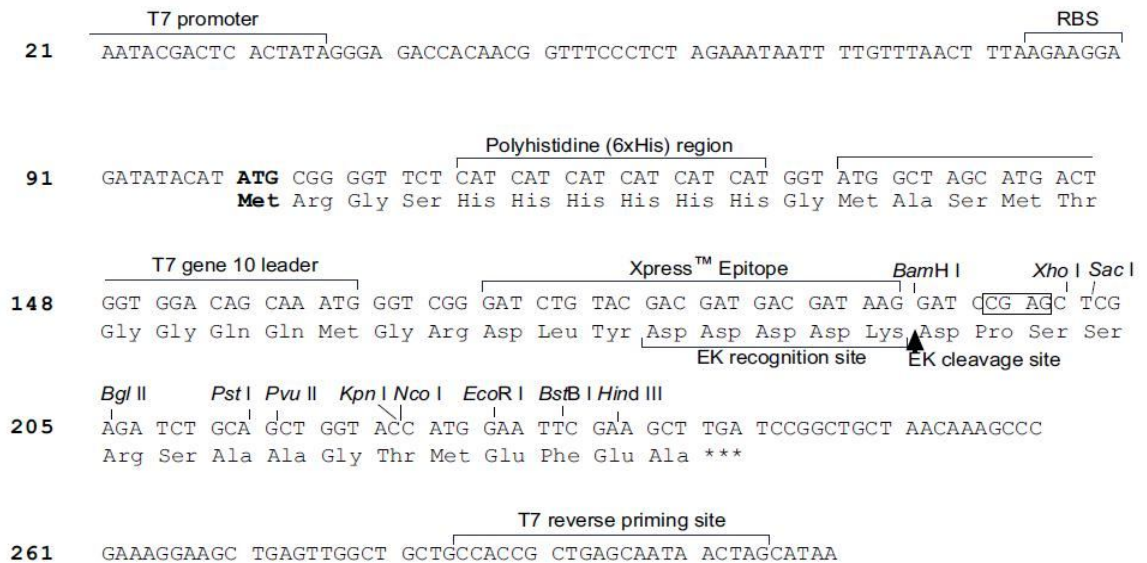 T7 promoter RBS
21 AATACGACTC ACTATAGGGA GACCACAACG GTTTCCCTCT AGAAATAATT TTGTTTAACT TTAAGAAGGA
Polyhistidine (6xHis) region
91 GATATACAT ATG CGG GGT TCT CAT CAT CAT CAT CAT CAT GGT ATG GCT AGC ATG ACT
Met Arg Gly Ser His His His His His His Gly Met Ala Ser Met Thr
T7 gene 10 leader Xpress™ Epitope BamH I Xho I Sac I
148 GGT GGA CAG CAA ATG GGT CGG GAT CTG TAC GAC GAT GAC GAT AAG GAT CCG AGC TCG
Gly Gly Gln Gln Met Gly Arg Asp Leu Tyr Asp Asp Asp Asp Lys Asp Pro Ser Ser
EK recognition site EK cleavage site
Bgl II Pst I Pvu II Kpn I Nco I EcoR I BstB I Hind III
205 AGA TCT GCA GCT GGT ACC ATG GAA TTC GAA GCT TGA TCCGGCTGCT AACAAAGCCC
Arg Ser Ala Ala Gly Thr Met Glu Phe Glu Ala ***
T7 reverse priming site
261 GAAAGGAAGC TGAGTTGGCT GCTGCCACCG CTGAGCAATA ACTAGCATAA